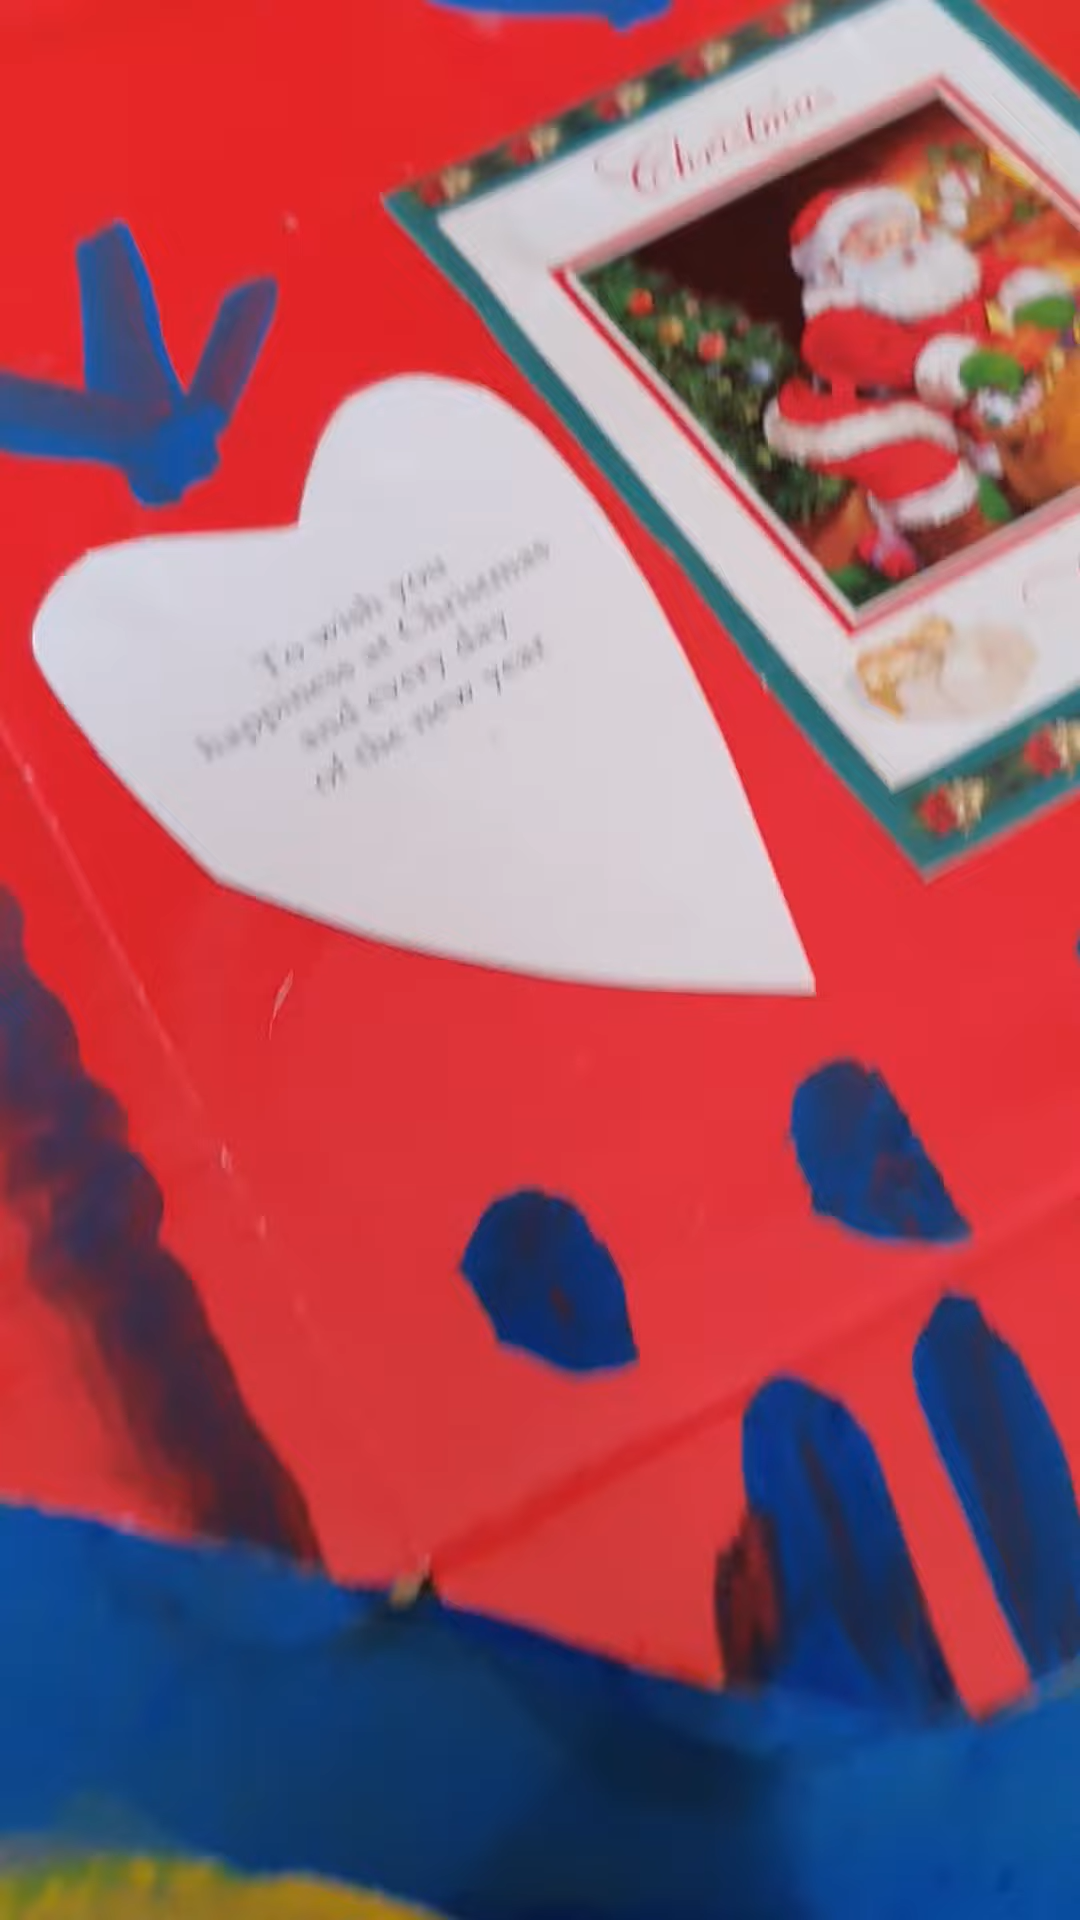 Christmas
To wish you
happiness at Christmas
and every day
of the new year